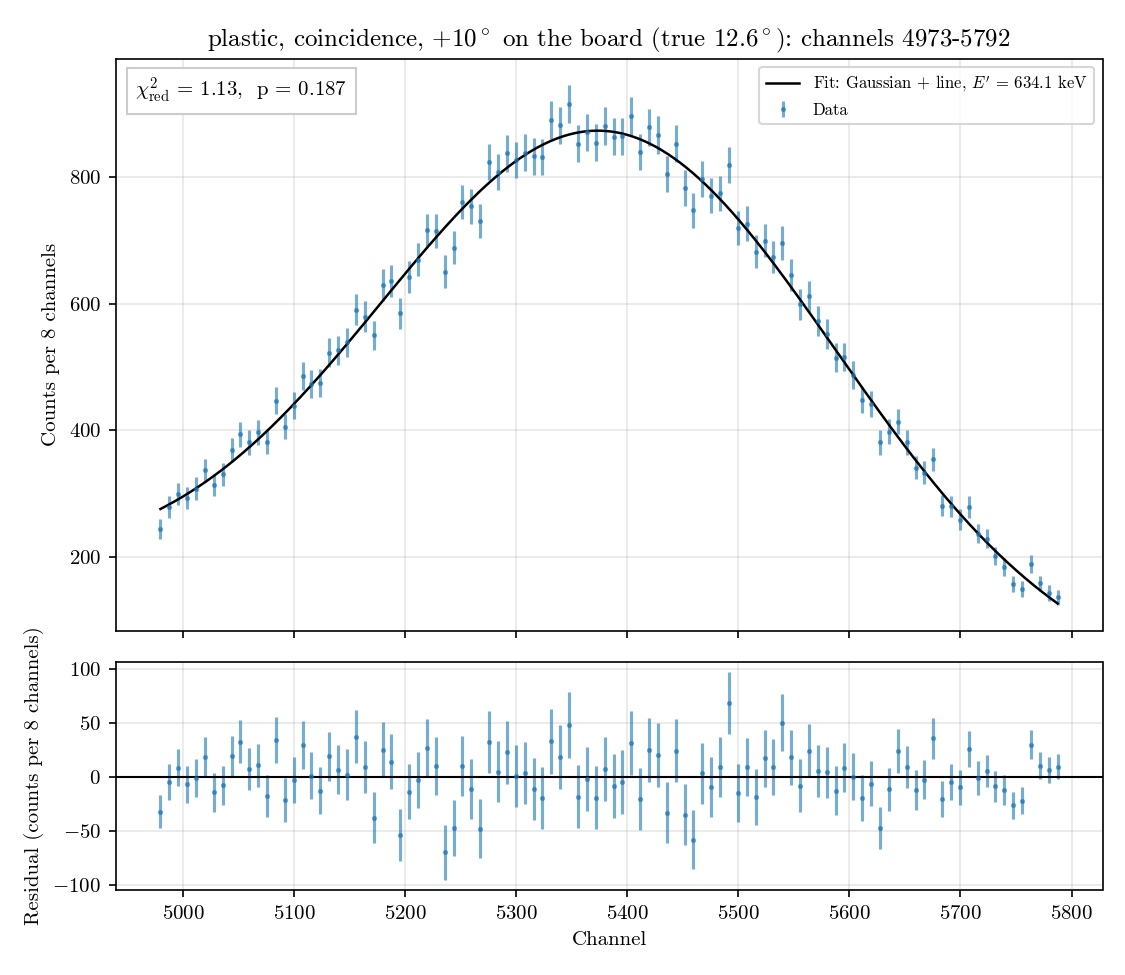 plastic, coincidence, +10° on the board (true 12.6°): channels 4973-5792
χ²red = 1.13, p = 0.187
Fit: Gaussian + line, E′ = 634.1 keV
Data
Counts per 8 channels
800
600
400
200
Residual (counts per 8 channels)
100
50
0
−50
−100
5000 5100 5200 5300 5400 5500 5600 5700 5800
Channel